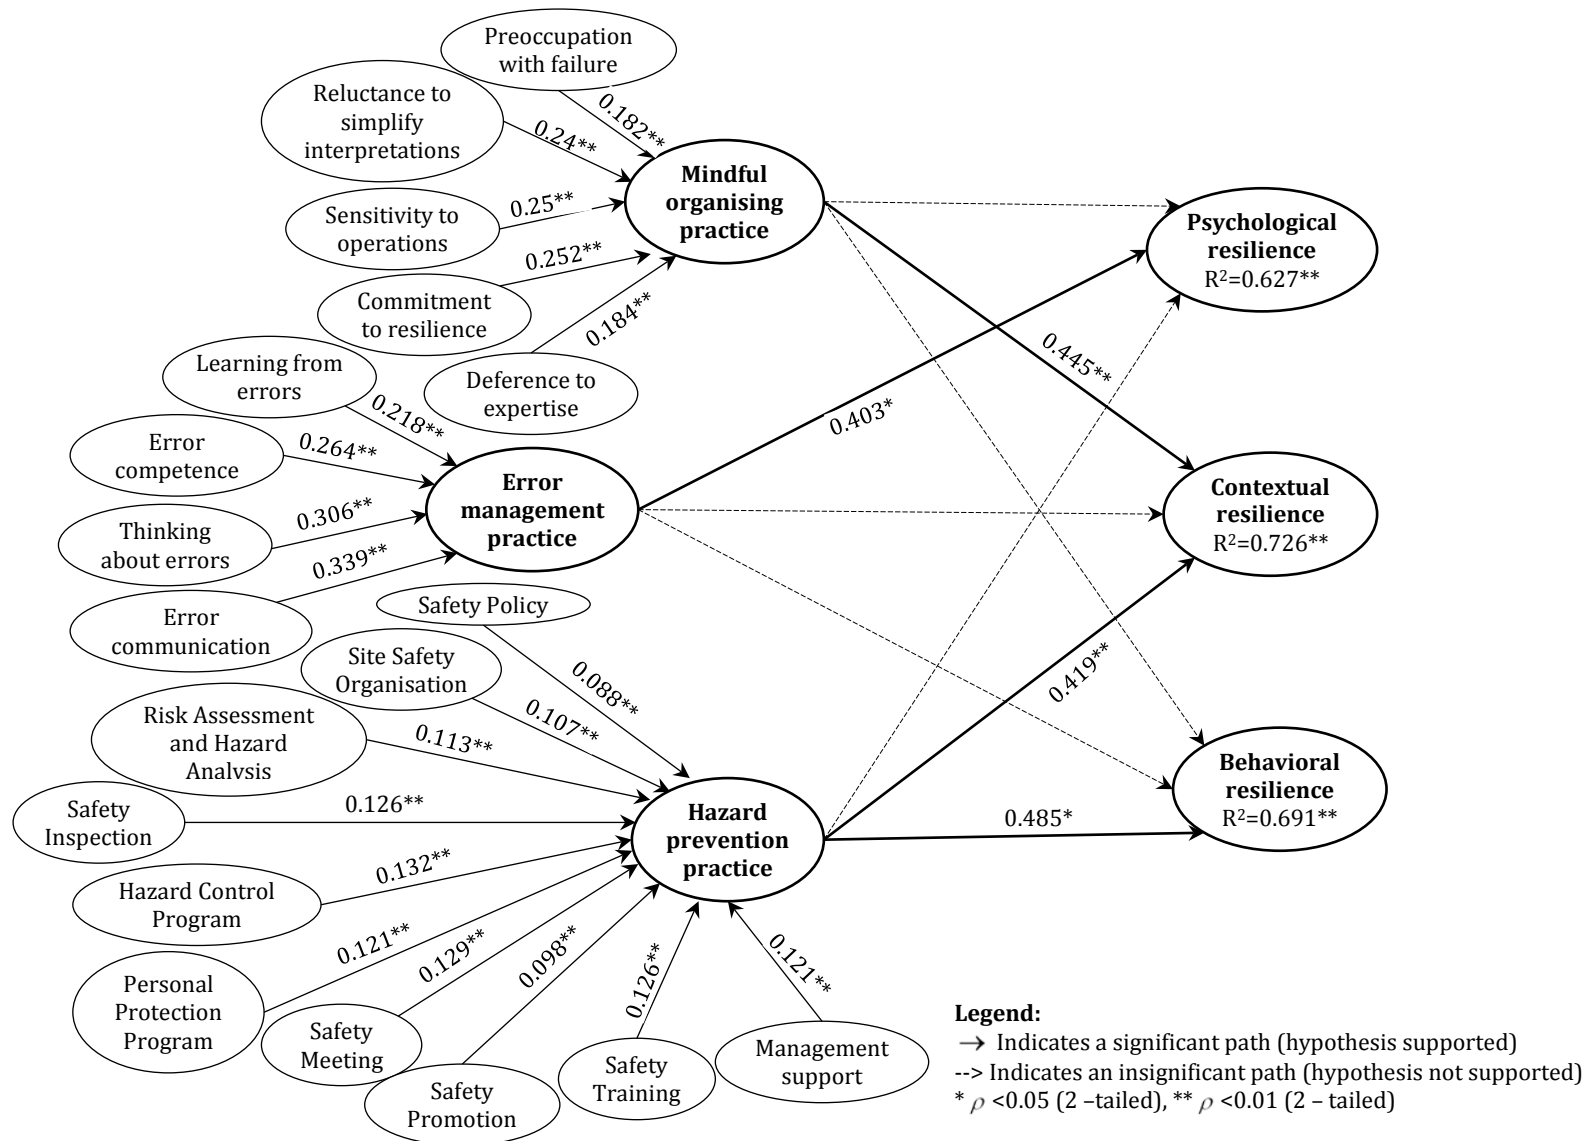 Preoccupation
with failure
0.182**
Reluctance to
simplify
interpretations
0.24**
Sensitivity to
operations
0.25**
Commitment
to resilience
0.252**
Deference to
expertise
0.184**
Mindful
organising
practice
Learning from
errors
0.218**
Error
competence
0.264**
Thinking
about errors
0.306**
Error
communication
0.339**
Error
management
practice
Safety Policy
0.088**
Site Safety
Organisation
0.107**
Risk Assessment
and Hazard
Analysis
0.113**
Safety
Inspection
0.126**
Hazard Control
Program
0.132**
Personal
Protection
Program
0.121**
Safety
Meeting
0.129**
Safety
Promotion
0.098**
Safety
Training
0.126**
Management
support
0.121**
Hazard
prevention
practice
0.445**
0.403*
0.419**
0.485*
Psychological
resilience
R²=0.627**
Contextual
resilience
R²=0.726**
Behavioral
resilience
R²=0.691**
Legend:
→ Indicates a significant path (hypothesis supported)
--> Indicates an insignificant path (hypothesis not supported)
* ρ <0.05 (2 –tailed), ** ρ <0.01 (2 – tailed)